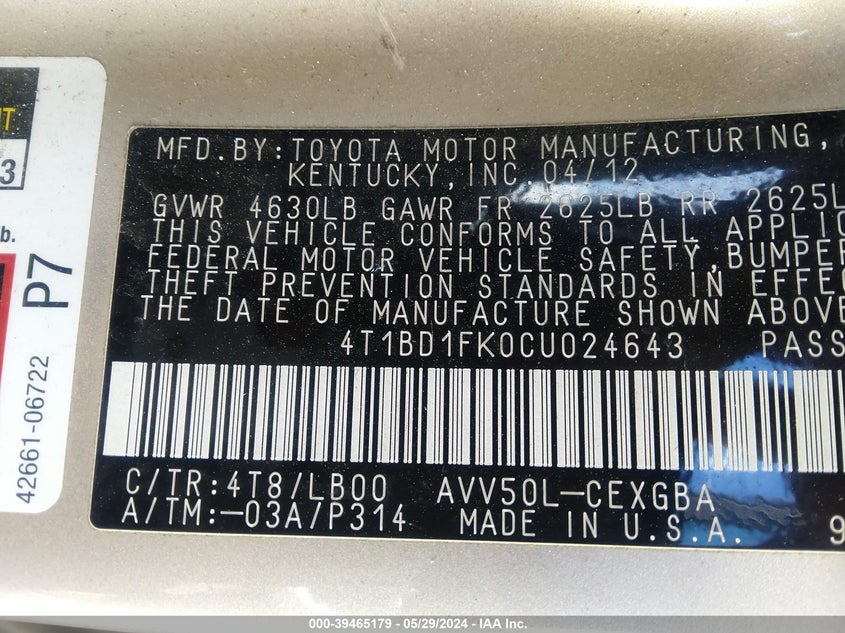 MFD.BY:TOYOTA MOTOR MANUFACTURING,
KENTUCKY,INC 04/12
GVWR 4630LB GAWR FR 2625LB RR 2625L
THIS VEHICLE CONFORMS TO ALL APPLIC
FEDERAL MOTOR VEHICLE SAFETY,BUMPER
THEFT PREVENTION STANDARDS IN EFFEC
THE DATE OF MANUFACTURE SHOWN ABOVE
4T1BD1FK0CU024643 PASS
C/TR:4T8/LB00 AVV50L-CEXGBA
A/TM:-03A/P314 MADE IN U.S.A. 9
3
b.
P7
42661-06722
000-39465179 - 05/29/2024 - AVV INC.